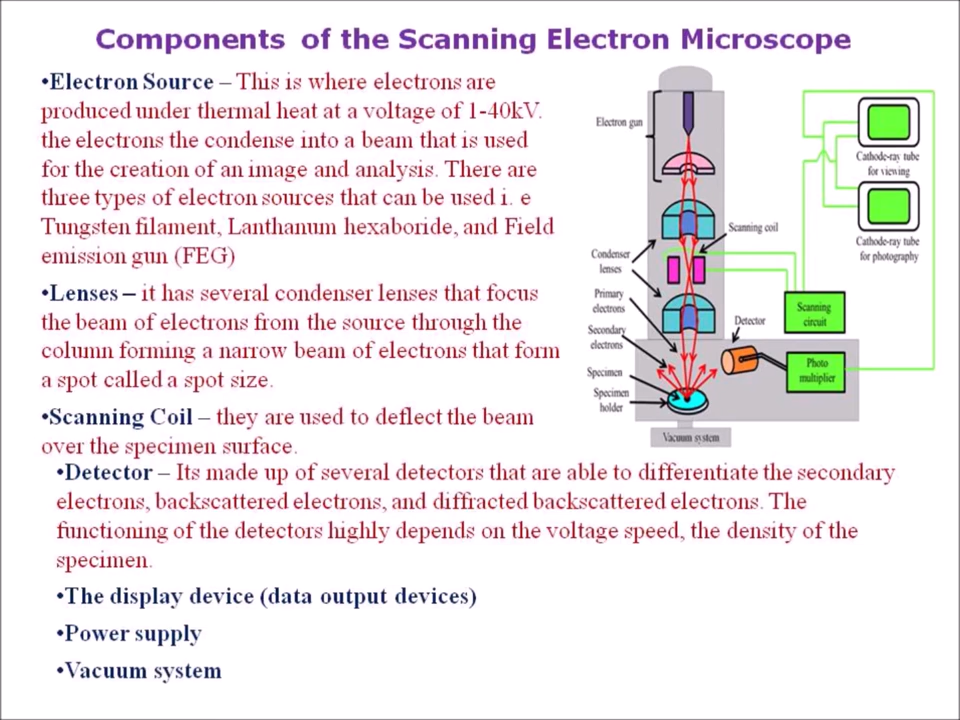 Components of the Scanning Electron Microscope
•Electron Source – This is where electrons are
produced under thermal heat at a voltage of 1-40kV.
the electrons the condense into a beam that is used
for the creation of an image and analysis. There are
three types of electron sources that can be used i. e
Tungsten filament, Lanthanum hexaboride, and Field
emission gun (FEG)
•Lenses – it has several condenser lenses that focus
the beam of electrons from the source through the
column forming a narrow beam of electrons that form
a spot called a spot size.
•Scanning Coil – they are used to deflect the beam
over the specimen surface.
•Detector – Its made up of several detectors that are able to differentiate the secondary
electrons, backscattered electrons, and diffracted backscattered electrons. The
functioning of the detectors highly depends on the voltage speed, the density of the
specimen.
•The display device (data output devices)
•Power supply
•Vacuum system
Electron gun
Cathode-ray tube
for viewing
Scanning coil
Cathode-ray tube
for photography
Condenser
lenses
Primary
electrons
Scanning
circuit
Detector
Secondary
electrons
Photo
multiplier
Specimen
Specimen
holder
Vacuum system